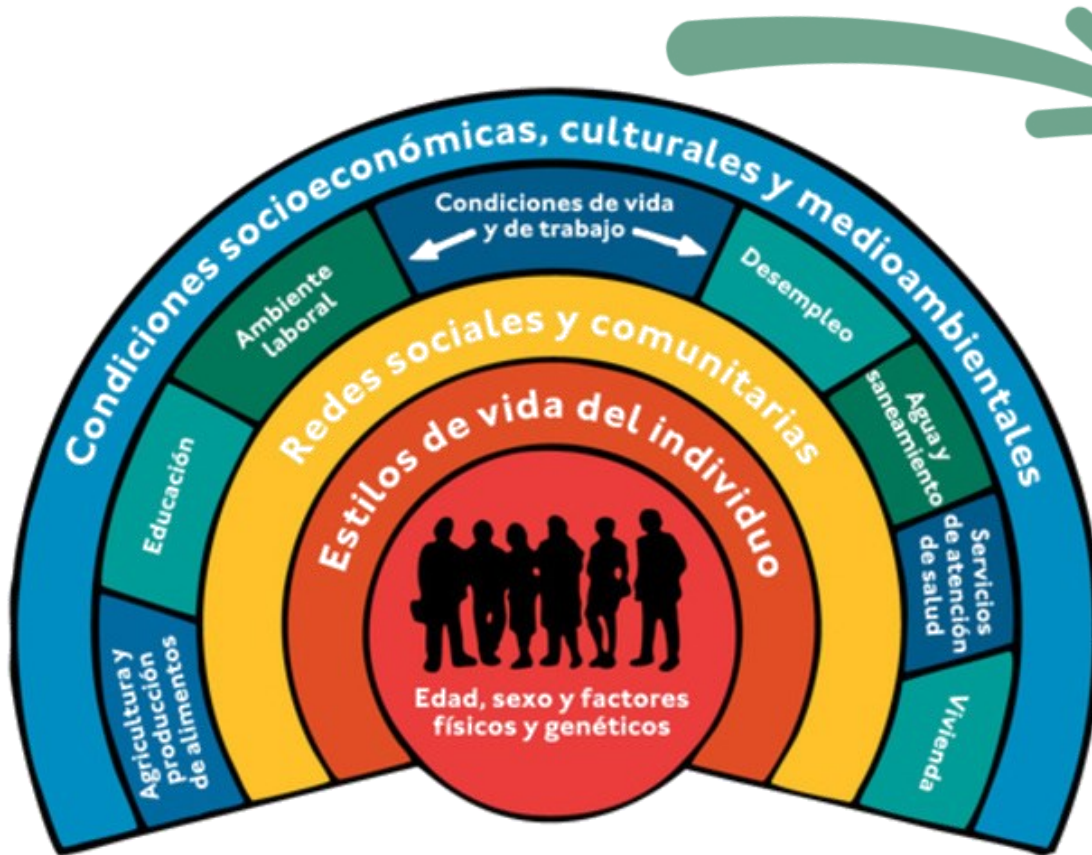 Condiciones socioeconómicas, culturales y medioambientales
Condiciones de vida
y de trabajo
Agricultura y
producción
de alimentos
Educación
Ambiente
laboral
Desempleo
Agua y
saneamiento
Servicios
de atención
de salud
Vivienda
Redes sociales y comunitarias
Estilos de vida del individuo
Edad, sexo y factores
físicos y genéticos